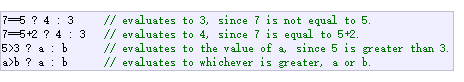 7==5 ? 4 : 3     // evaluates to 3, since 7 is not equal to 5.
7==5+2 ? 4 : 3   // evaluates to 4, since 7 is equal to 5+2.
5>3 ? a : b      // evaluates to the value of a, since 5 is greater than 3.
a>b ? a : b      // evaluates to whichever is greater, a or b.